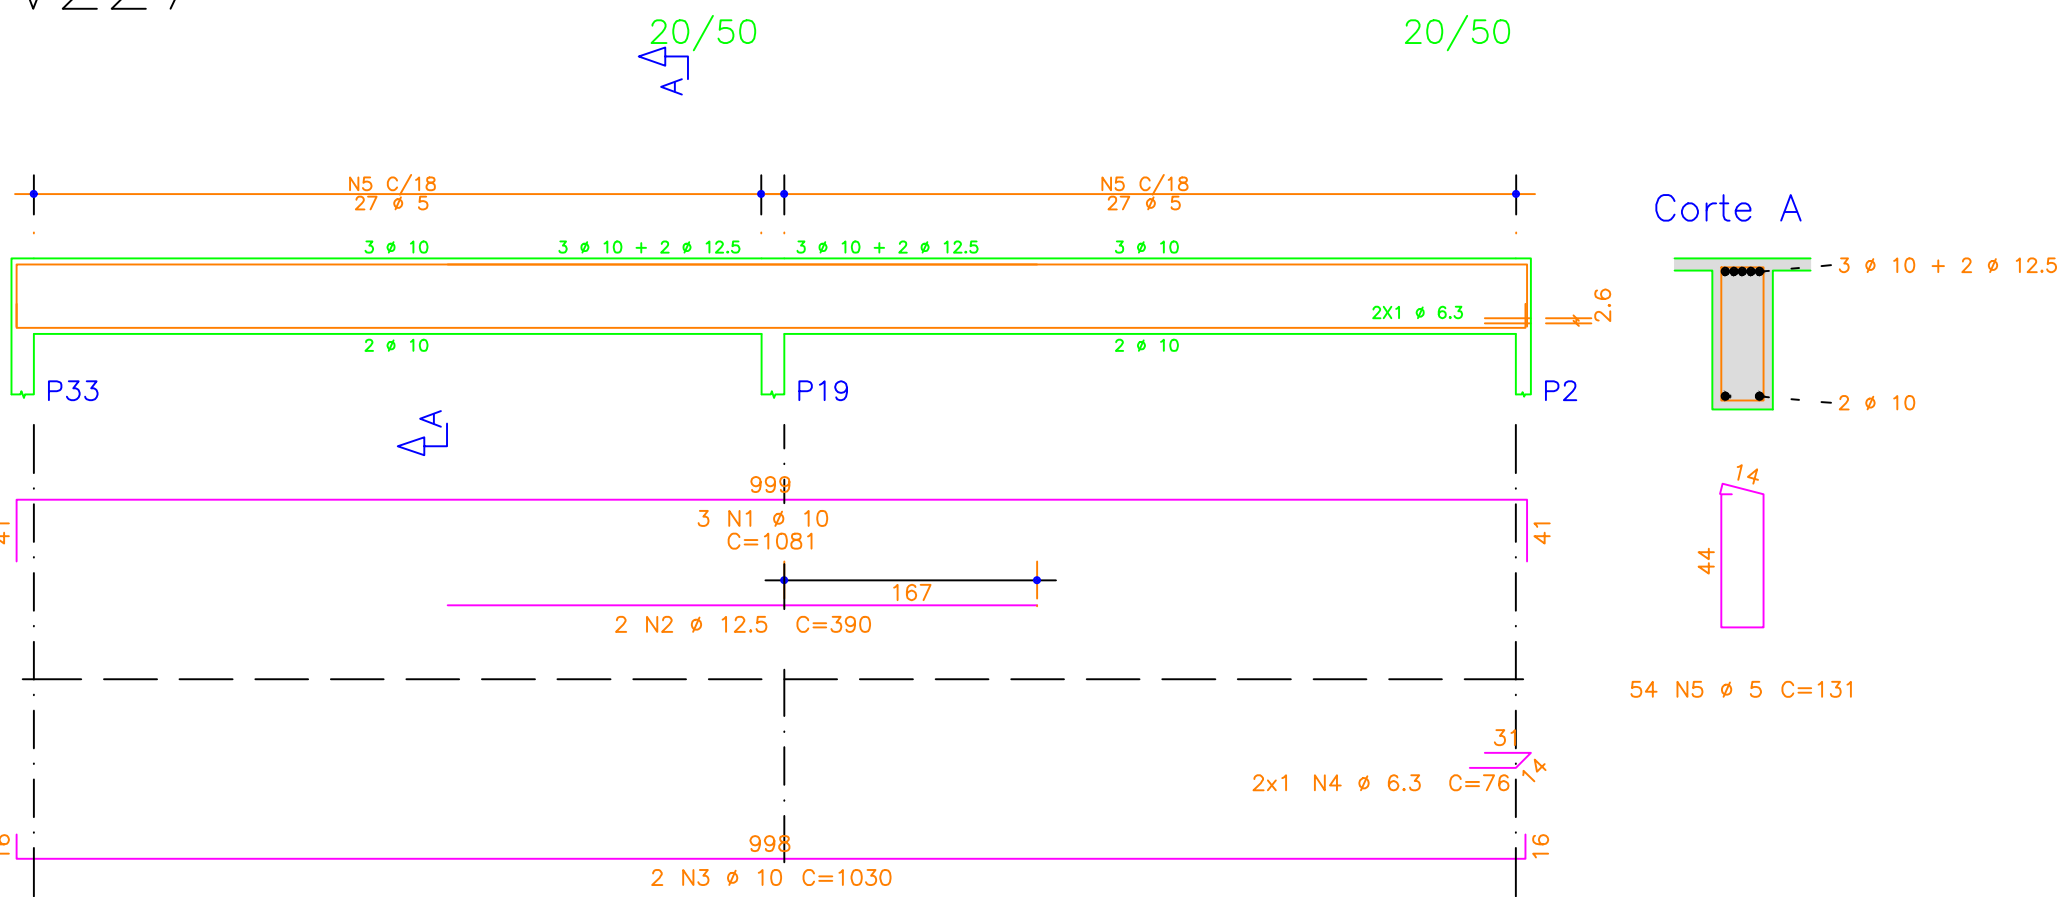 20/50 20/50
A
N5 C/18 N5 C/18
27 ø 5 27 ø 5
Corte A
3 ø 10 3 ø 10 + 2 ø 12.5 3 ø 10 + 2 ø 12.5 3 ø 10
3 ø 10 + 2 ø 12.5
2X1 ø 6.3 2.6
2 ø 10 2 ø 10
P33 P19 P2
2 ø 10
A
14
999
41 3 N1 ø 10 41
C=1081
44
167
2 N2 ø 12.5 C=390
54 N5 ø 5 C=131
31
14
2x1 N4 ø 6.3 C=76
16 998 16
2 N3 ø 10 C=1030